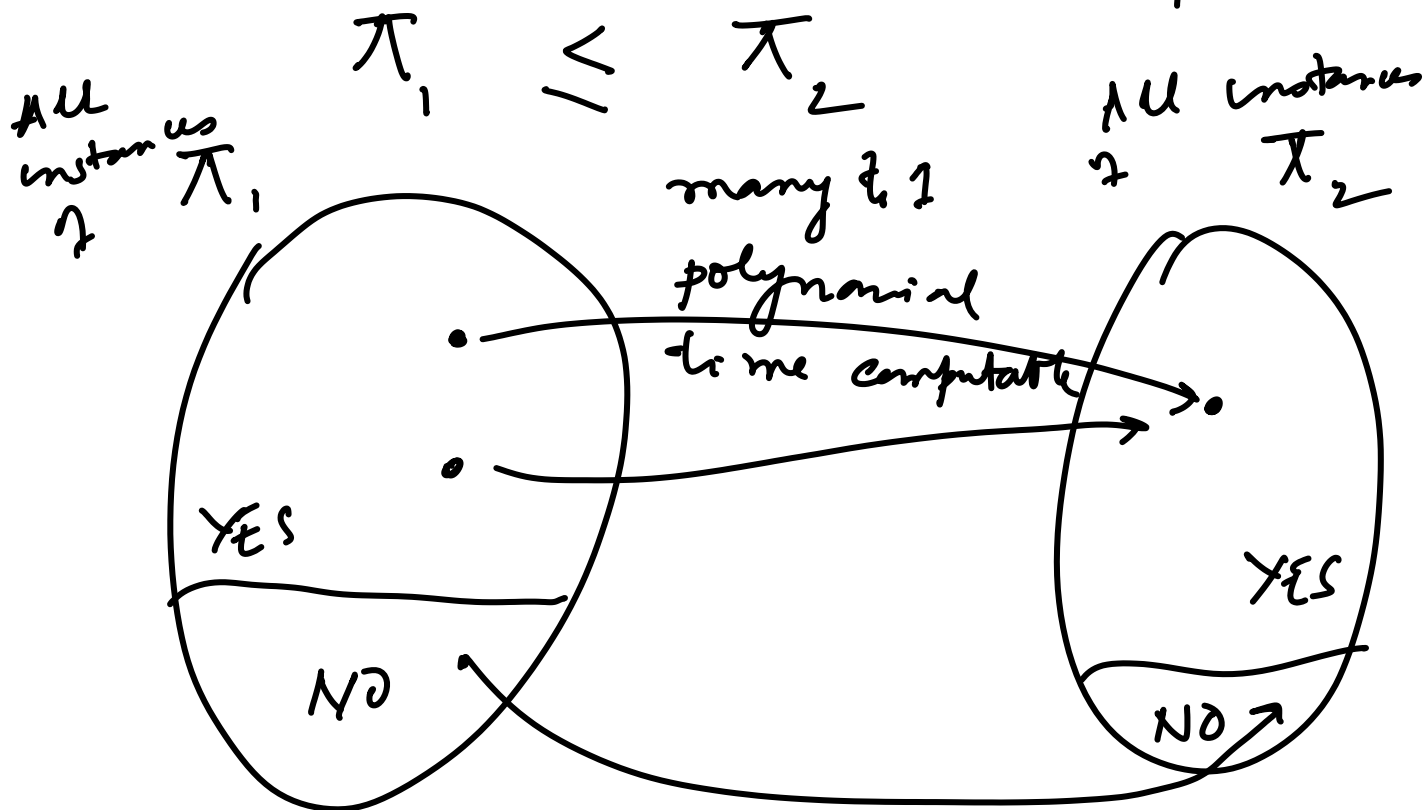 π₁ ≤ π₂
All
instances
of π₁
many to 1
polynomial
time computable
All instances
of π₂
YES
NO
YES
NO